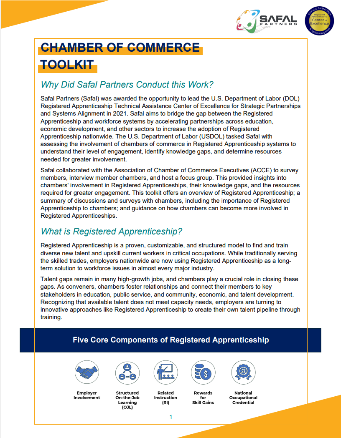 SAFAL
PARTNERS
CHAMBER OF COMMERCE
TOOLKIT
Why Did Safal Partners Conduct this Work?
Safal Partners (Safal) was awarded the opportunity to lead the U.S. Department of Labor (DOL)
Registered Apprenticeship Technical Assistance Center of Excellence for Strategic Partnerships
and Systems Alignment in 2021. Safal aims to bridge the gap between the Registered
Apprenticeship and workforce systems by accelerating partnerships across education,
economic development, and other sectors to increase the adoption of Registered
Apprenticeship nationwide. The U.S. Department of Labor (USDOL) tasked Safal with
assessing the involvement of chambers of commerce in Registered Apprenticeship systems to
understand their level of engagement, identify knowledge gaps, and determine resources
needed for greater involvement.
Safal collaborated with the Association of Chamber of Commerce Executives (ACCE) to survey
members, interview member chambers, and host a focus group. This provided insights into
chambers' involvement in Registered Apprenticeships, their knowledge gaps, and the resources
required for greater engagement. This toolkit offers an overview of Registered Apprenticeship; a
summary of discussions and surveys with chambers, including the importance of Registered
Apprenticeship to chambers; and guidance on how chambers can become more involved in
Registered Apprenticeships.
What is Registered Apprenticeship?
Registered Apprenticeship is a proven, customizable, and structured model to find and train
diverse new talent and upskill current workers in critical occupations. While traditionally serving
the skilled trades, employers nationwide are now using Registered Apprenticeship as a long-
term solution to workforce issues in almost every major industry.
Talent gaps remain in many high-growth jobs, and chambers play a crucial role in closing these
gaps. As conveners, chambers foster relationships and connect their members to key
stakeholders in education, public service, and community, economic, and talent development.
Recognizing that available talent does not meet capacity needs, employers are turning to
innovative approaches like Registered Apprenticeship to create their own talent pipeline through
training.
Five Core Components of Registered Apprenticeship
Employer
Involvement
Structured
On-the-Job
Learning
(OJL)
Related
Instruction
(RI)
Rewards
for
Skill Gains
National
Occupational
Credential
1